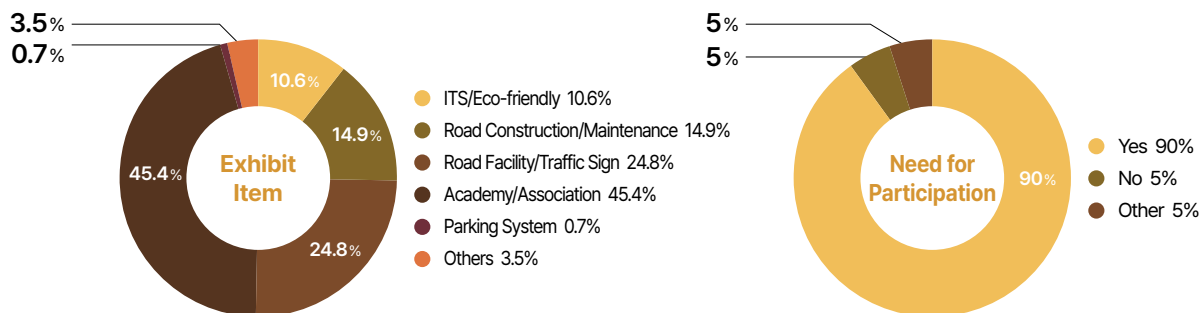 3.5%
0.7%
10.6%
14.9%
24.8%
45.4%
Exhibit
Item
ITS/Eco-friendly 10.6%
Road Construction/Maintenance 14.9%
Road Facility/Traffic Sign 24.8%
Academy/Association 45.4%
Parking System 0.7%
Others 3.5%
5%
5%
90%
Need for
Participation
Yes 90%
No 5%
Other 5%